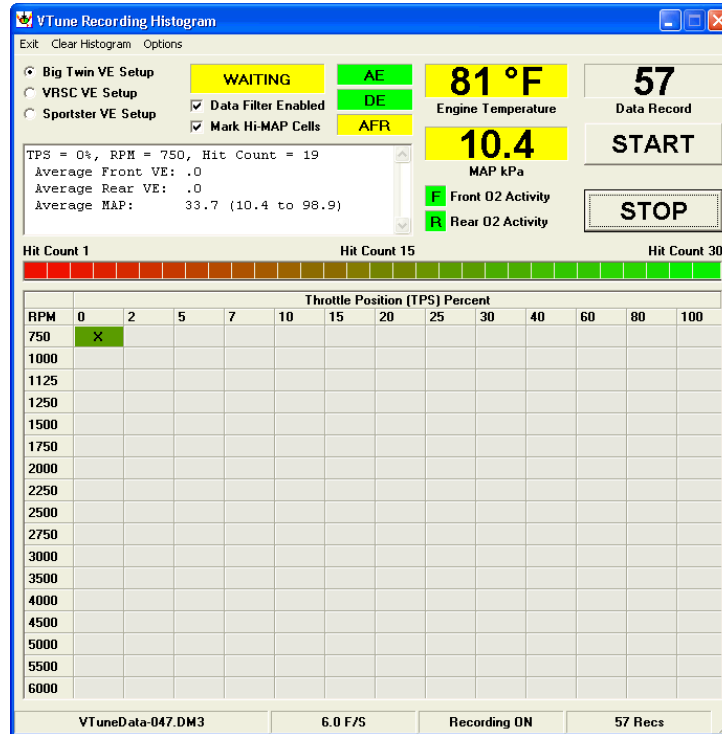 VTune Recording Histogram
Exit Clear Histogram Options
Big Twin VE Setup
VRSC VE Setup
Sportster VE Setup
WAITING
Data Filter Enabled
Mark Hi-MAP Cells
AE
DE
AFR
81 °F
Engine Temperature
57
Data Record
10.4
MAP kPa
START
F Front O2 Activity
R Rear O2 Activity
STOP
TPS = 0%, RPM = 750, Hit Count = 19
Average Front VE: .0
Average Rear VE: .0
Average MAP: 33.7 (10.4 to 98.9)
Hit Count 1 Hit Count 15 Hit Count 30
Throttle Position (TPS) Percent
RPM 0 2 5 7 10 15 20 25 30 40 60 80 100
750 X
1000
1125
1250
1500
1750
2000
2250
2500
2750
3000
3500
4000
4500
5000
5500
6000
VTuneData-047.DM3 6.0 F/S Recording ON 57 Recs